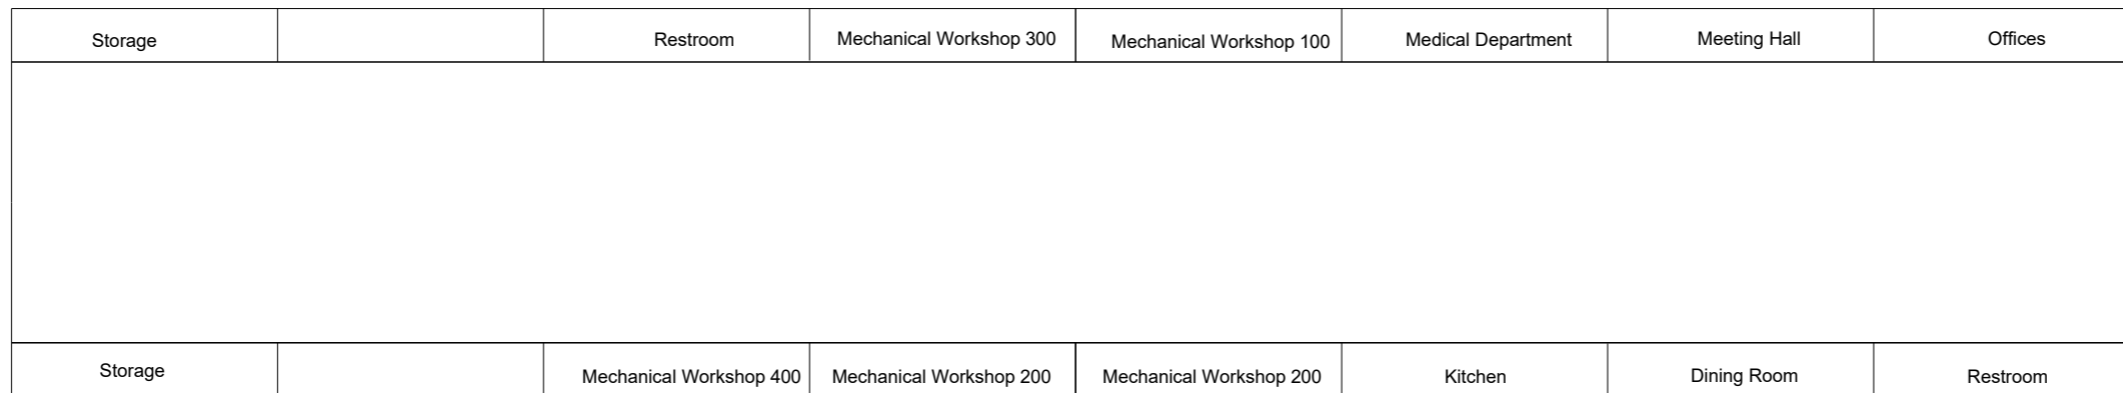 Storage
Restroom
Mechanical Workshop 300
Mechanical Workshop 100
Medical Department
Meeting Hall
Offices
Storage
Mechanical Workshop 400
Mechanical Workshop 200
Mechanical Workshop 200
Kitchen
Dining Room
Restroom